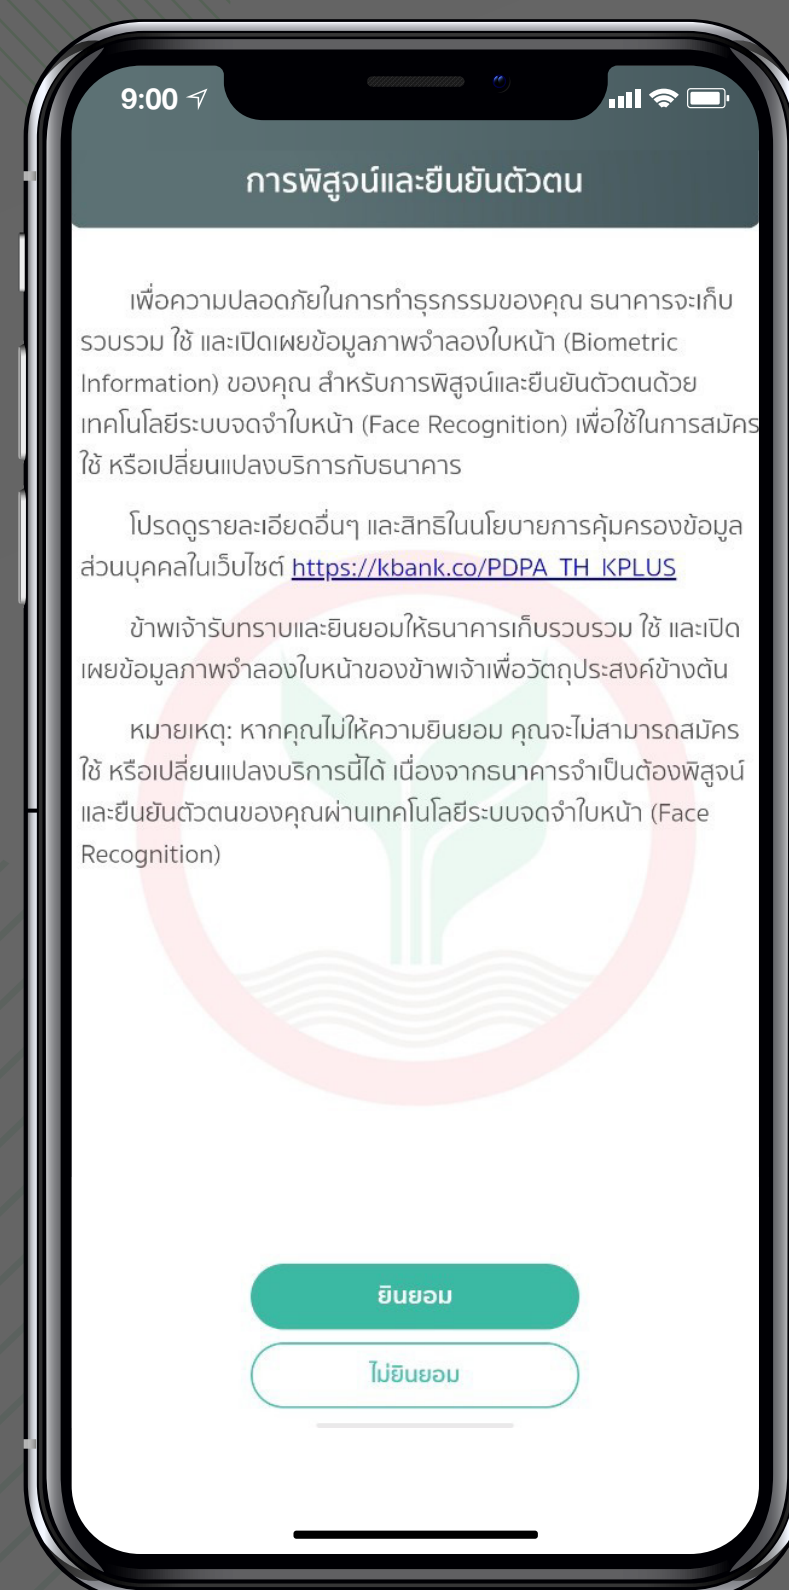 9:00
การพิสูจน์และยืนยันตัวตน
เพื่อความปลอดภัยในการทำธุรกรรมของคุณ ธนาคารจะเก็บ
รวบรวม ใช้ และเปิดเผยข้อมูลภาพจำลองใบหน้า (Biometric
Information) ของคุณ สำหรับการพิสูจน์และยืนยันตัวตนด้วย
เทคโนโลยีระบบจดจำใบหน้า (Face Recognition) เพื่อใช้ในการสมัคร
ใช้ หรือเปลี่ยนแปลงบริการกับธนาคาร
โปรดดูรายละเอียดอื่นๆ และสิทธิในนโยบายการคุ้มครองข้อมูล
ส่วนบุคคลในเว็บไซต์ https://kbank.co/PDPA_TH_KPLUS
ข้าพเจ้ารับทราบและยินยอมให้ธนาคารเก็บรวบรวม ใช้ และเปิด
เผยข้อมูลภาพจำลองใบหน้าของข้าพเจ้าเพื่อวัตถุประสงค์ข้างต้น
หมายเหตุ: หากคุณไม่ให้ความยินยอม คุณจะไม่สามารถสมัคร
ใช้ หรือเปลี่ยนแปลงบริการนี้ได้ เนื่องจากธนาคารจำเป็นต้องพิสูจน์
และยืนยันตัวตนของคุณผ่านเทคโนโลยีระบบจดจำใบหน้า (Face
Recognition)
ยินยอม
ไม่ยินยอม